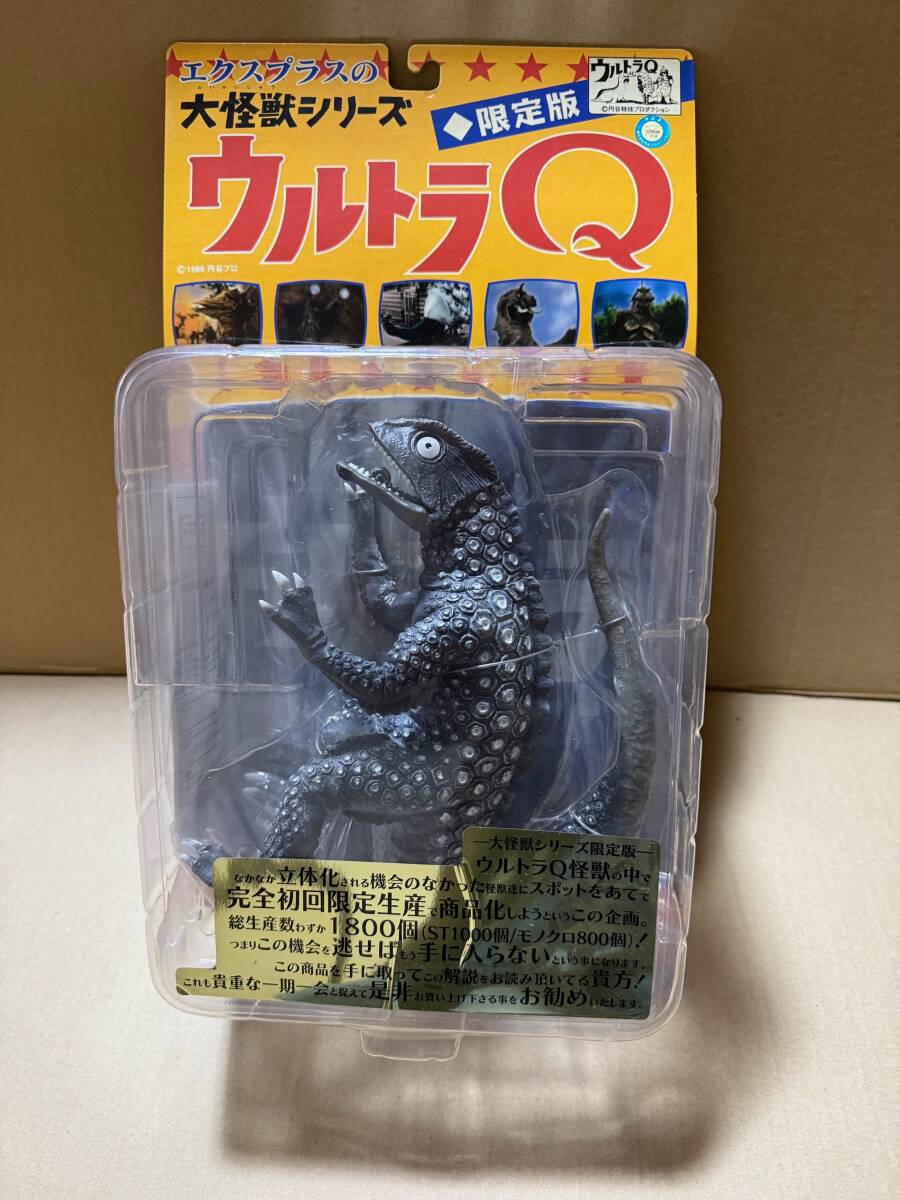 エクスプラスの
だいかいじゅう
大怪獣シリーズ
◆限定版
ウルトラQ
©円谷特技プロダクション
ウルトラQ
©1966 円谷プロ
—大怪獣シリーズ限定版—
ウルトラQ怪獣の中で
なかなか立体化される機会のなかった怪獣達にスポットをあてて
完全初回限定生産で商品化しようというこの企画。
総生産数わずか1800個(ST1000個/モノクロ800個)!
つまりこの機会を逃せばもう手に入らないという事になります。
この商品を手に取ってこの解説をお読み頂いてる貴方!
これも貴重な一期一会と捉えて是非お買い上げ下さる事をお勧めいたします。